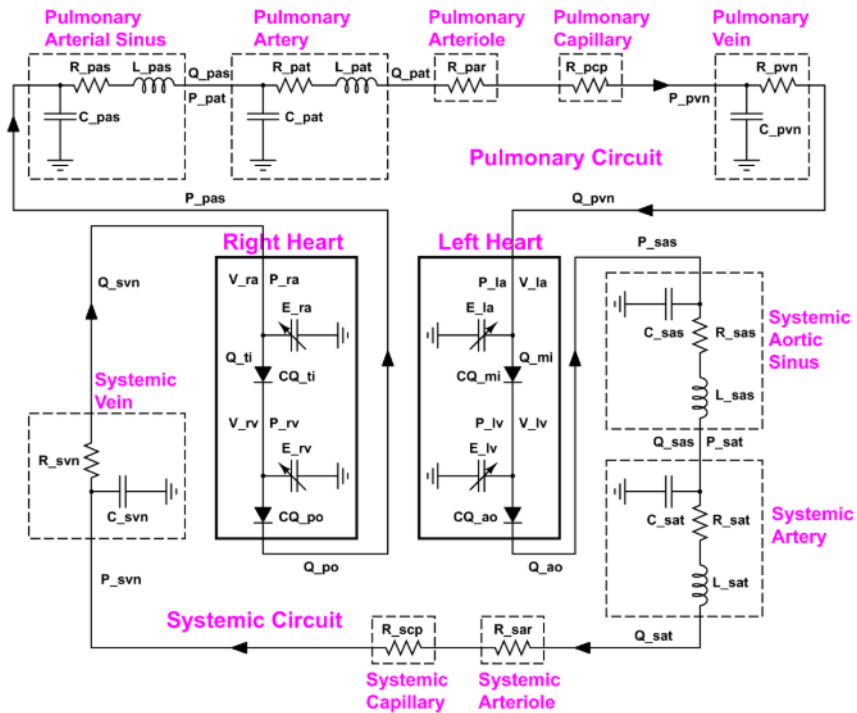 Pulmonary
Arterial Sinus
Pulmonary
Artery
Pulmonary
Arteriole
Pulmonary
Capillary
Pulmonary
Vein
R_pas
L_pas
Q_pas
R_pat
L_pat
Q_pat
R_par
R_pcp
R_pvn
P_pat
P_pvn
C_pas
C_pat
C_pvn
Pulmonary Circuit
P_pas
Q_pvn
Right Heart
Left Heart
P_sas
Q_svn
V_ra
P_ra
P_la
V_la
E_ra
E_la
C_sas
R_sas
Systemic
Aortic
Sinus
Q_ti
CQ_ti
Q_mi
CQ_mi
L_sas
Systemic
Vein
V_rv
P_rv
P_lv
V_lv
Q_sas
P_sat
R_svn
E_rv
E_lv
C_svn
CQ_po
CQ_ao
C_sat
R_sat
Systemic
Artery
P_svn
Q_po
Q_ao
L_sat
Systemic Circuit
R_scp
R_sar
Q_sat
Systemic
Capillary
Systemic
Arteriole